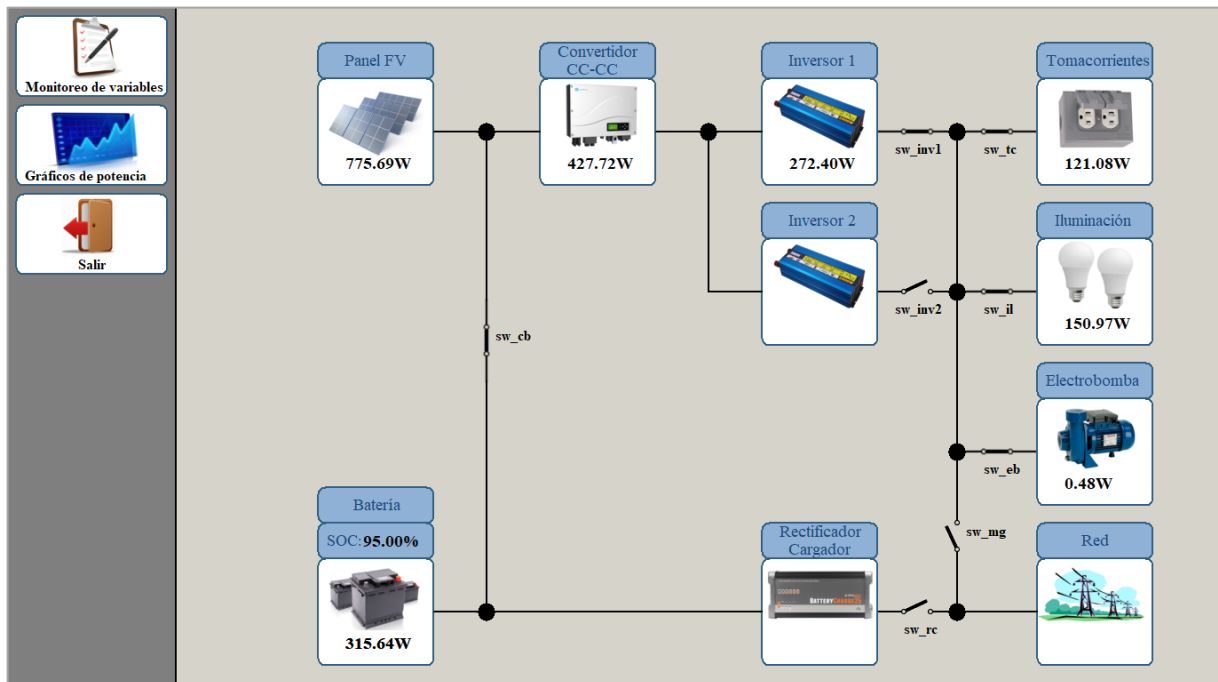 Monitoreo de variables
Gráficos de potencia
Salir
Panel FV
775.69W
Convertidor
CC-CC
427.72W
Inversor 1
272.40W
sw_inv1
sw_tc
Tomacorrientes
121.08W
Inversor 2
sw_inv2
sw_il
Iluminación
150.97W
sw_cb
Electrobomba
sw_eb
0.48W
Batería
SOC: 95.00%
315.64W
Rectificador
Cargador
BATTERYCHARGER
sw_rc
sw_mg
Red